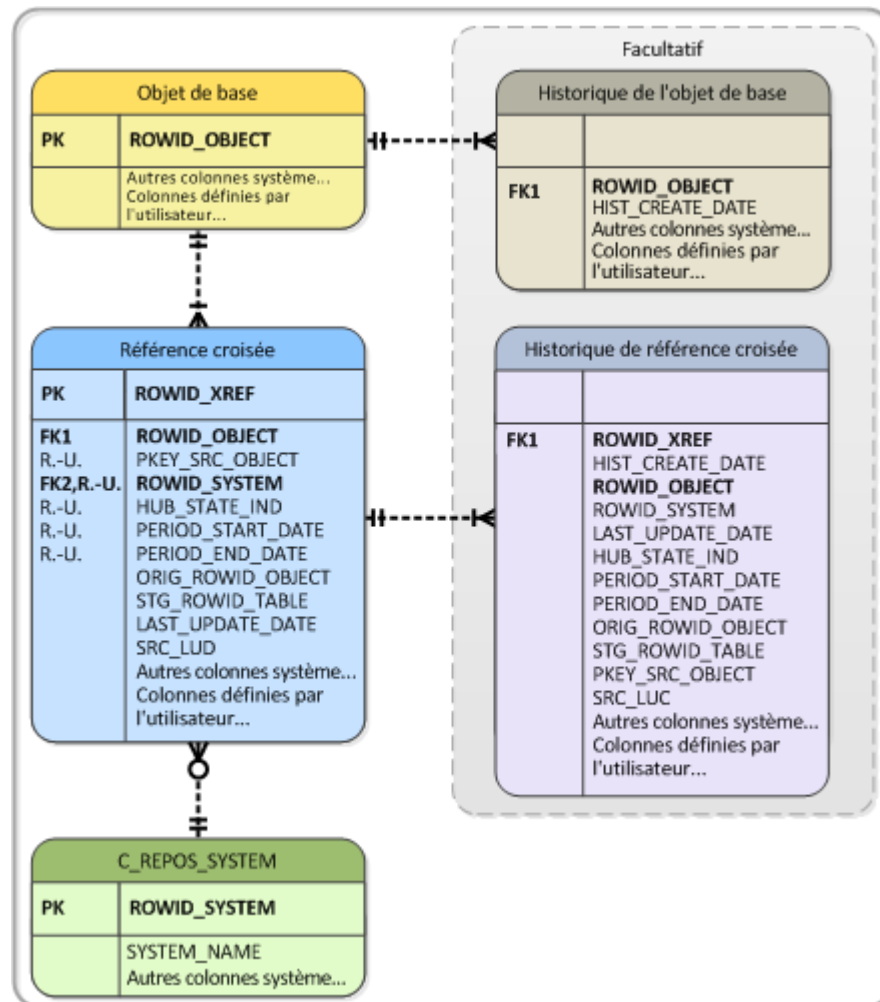 Facultatif
Objet de base
PK ROWID_OBJECT
Autres colonnes système...
Colonnes définies par
l'utilisateur...
Historique de l'objet de base
FK1 ROWID_OBJECT
HIST_CREATE_DATE
Autres colonnes système...
Colonnes définies par
l'utilisateur...
Référence croisée
PK ROWID_XREF
FK1 ROWID_OBJECT
R.-U. PKEY_SRC_OBJECT
FK2,R.-U. ROWID_SYSTEM
R.-U. HUB_STATE_IND
R.-U. PERIOD_START_DATE
R.-U. PERIOD_END_DATE
ORIG_ROWID_OBJECT
STG_ROWID_TABLE
LAST_UPDATE_DATE
SRC_LUD
Autres colonnes système...
Colonnes définies par
l'utilisateur...
Historique de référence croisée
FK1 ROWID_XREF
HIST_CREATE_DATE
ROWID_OBJECT
ROWID_SYSTEM
LAST_UPDATE_DATE
HUB_STATE_IND
PERIOD_START_DATE
PERIOD_END_DATE
ORIG_ROWID_OBJECT
STG_ROWID_TABLE
PKEY_SRC_OBJECT
SRC_LUC
Autres colonnes système...
Colonnes définies par
l'utilisateur...
C_REPOS_SYSTEM
PK ROWID_SYSTEM
SYSTEM_NAME
Autres colonnes système...